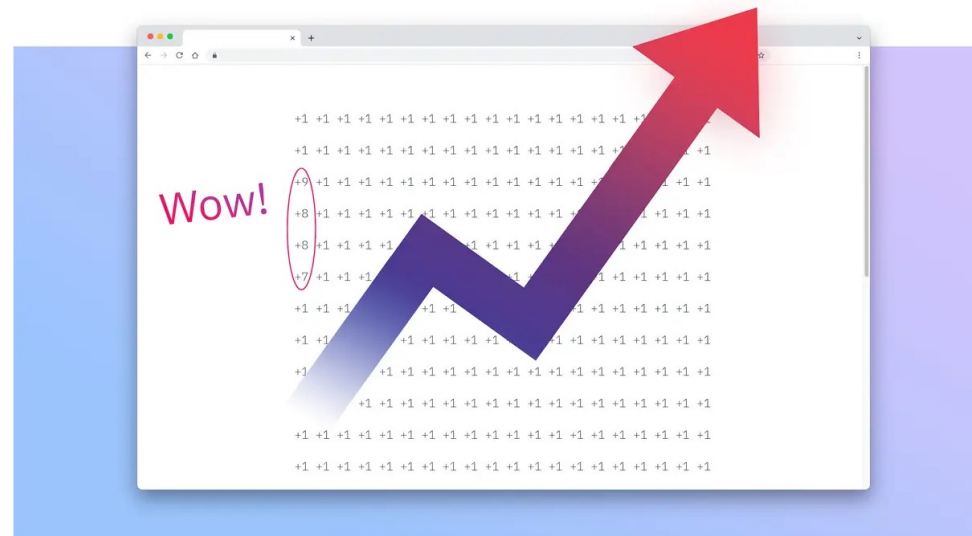 +1 +1 +1 +1 +1 +1 +1 +1 +1 +1 +1 +1 +1 +1 +1 +1
+1 +1 +1 +1 +1 +1 +1 +1 +1 +1 +1 +1 +1 +1 +1 +1
+9 +1 +1 +1 +1 +1 +1 +1 +1 +1 +1 +1 +1 +1 +1 +1 +1
Wow!
+8 +1 +1 +1 +1 +1 +1 +1 +1 +1 +1 +1 +1 +1 +1 +1
+8 +1 +1 +1 +1 +1 +1 +1 +1 +1 +1 +1 +1
+7 +1 +1 +1 +1 +1 +1 +1 +1 +1
+1 +1 +1 +1 +1 +1 +1 +1 +1 +1 +1 +1
+1 +1 +1 +1 +1 +1 +1 +1 +1 +1 +1 +1 +1 +1 +1
+1 +1 +1 +1 +1 +1 +1 +1 +1 +1 +1 +1 +1 +1 +1 +1 +1
+1 +1 +1 +1 +1 +1 +1 +1 +1 +1 +1 +1 +1 +1 +1 +1 +1
+1 +1 +1 +1 +1 +1 +1 +1 +1 +1 +1 +1 +1 +1 +1 +1 +1 +1 +1 +1
+1 +1 +1 +1 +1 +1 +1 +1 +1 +1 +1 +1 +1 +1 +1 +1 +1 +1 +1 +1